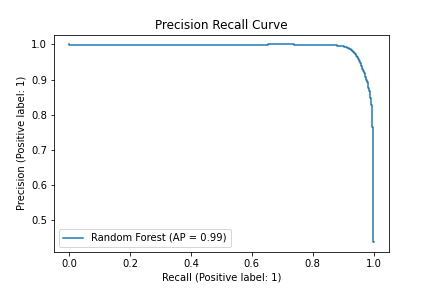 Precision Recall Curve
1.0
0.9
0.8
0.7
0.6
0.5
Precision (Positive label: 1)
Random Forest (AP = 0.99)
0.0 0.2 0.4 0.6 0.8 1.0
Recall (Positive label: 1)